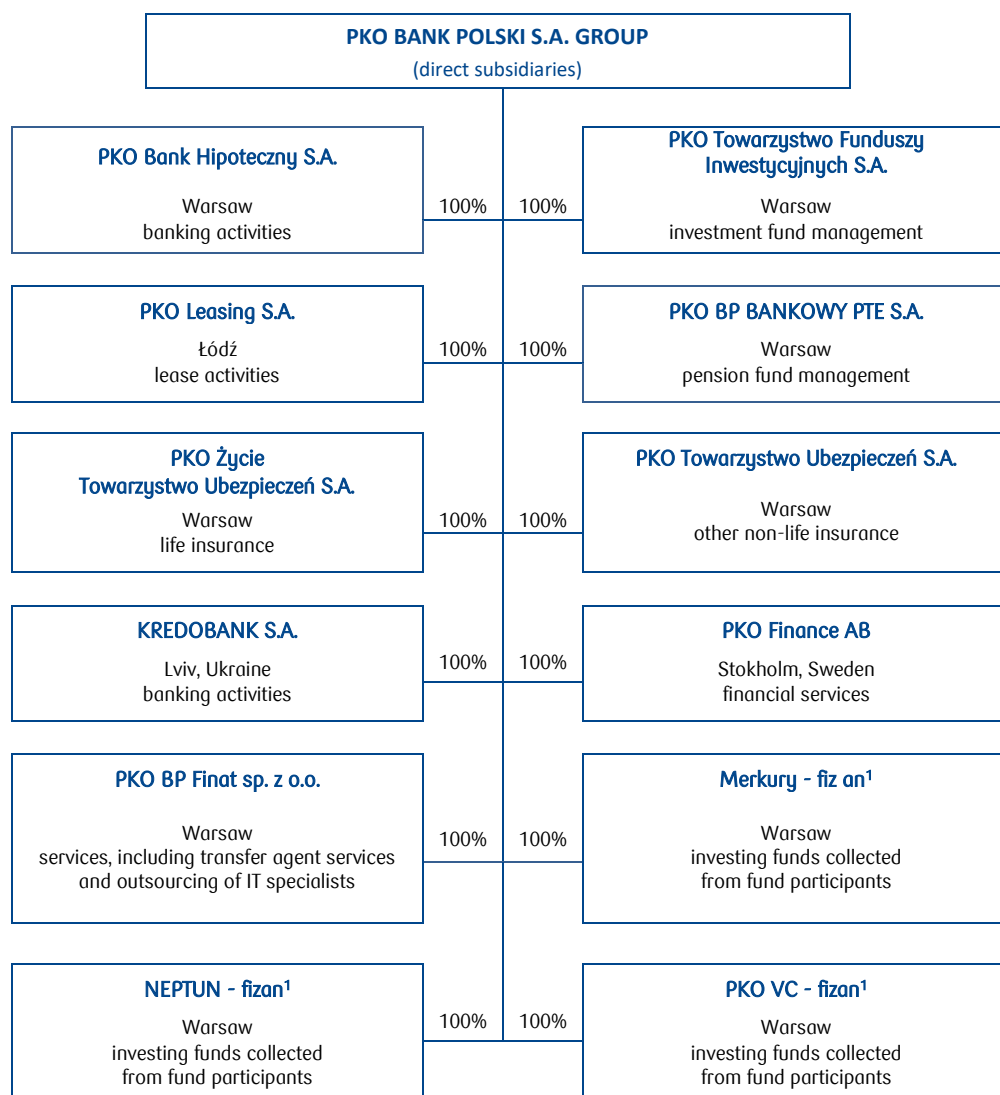 PKO BANK POLSKI S.A. GROUP
(direct subsidiaries)
PKO Bank Hipoteczny S.A.
Warsaw
banking activities
100%
100%
PKO Towarzystwo Funduszy
Inwestycyjnych S.A.
Warsaw
investment fund management
PKO Leasing S.A.
Łódź
lease activities
100%
100%
PKO BP BANKOWY PTE S.A.
Warsaw
pension fund management
PKO Życie
Towarzystwo Ubezpieczeń S.A.
Warsaw
life insurance
100%
100%
PKO Towarzystwo Ubezpieczeń S.A.
Warsaw
other non-life insurance
KREDOBANK S.A.
Lviv, Ukraine
banking activities
100%
100%
PKO Finance AB
Stokholm, Sweden
financial services
PKO BP Finat sp. z o.o.
Warsaw
services, including transfer agent services
and outsourcing of IT specialists
100%
100%
Merkury - fiz an¹
Warsaw
investing funds collected
from fund participants
NEPTUN - fizan¹
Warsaw
investing funds collected
from fund participants
100%
100%
PKO VC - fizan¹
Warsaw
investing funds collected
from fund participants